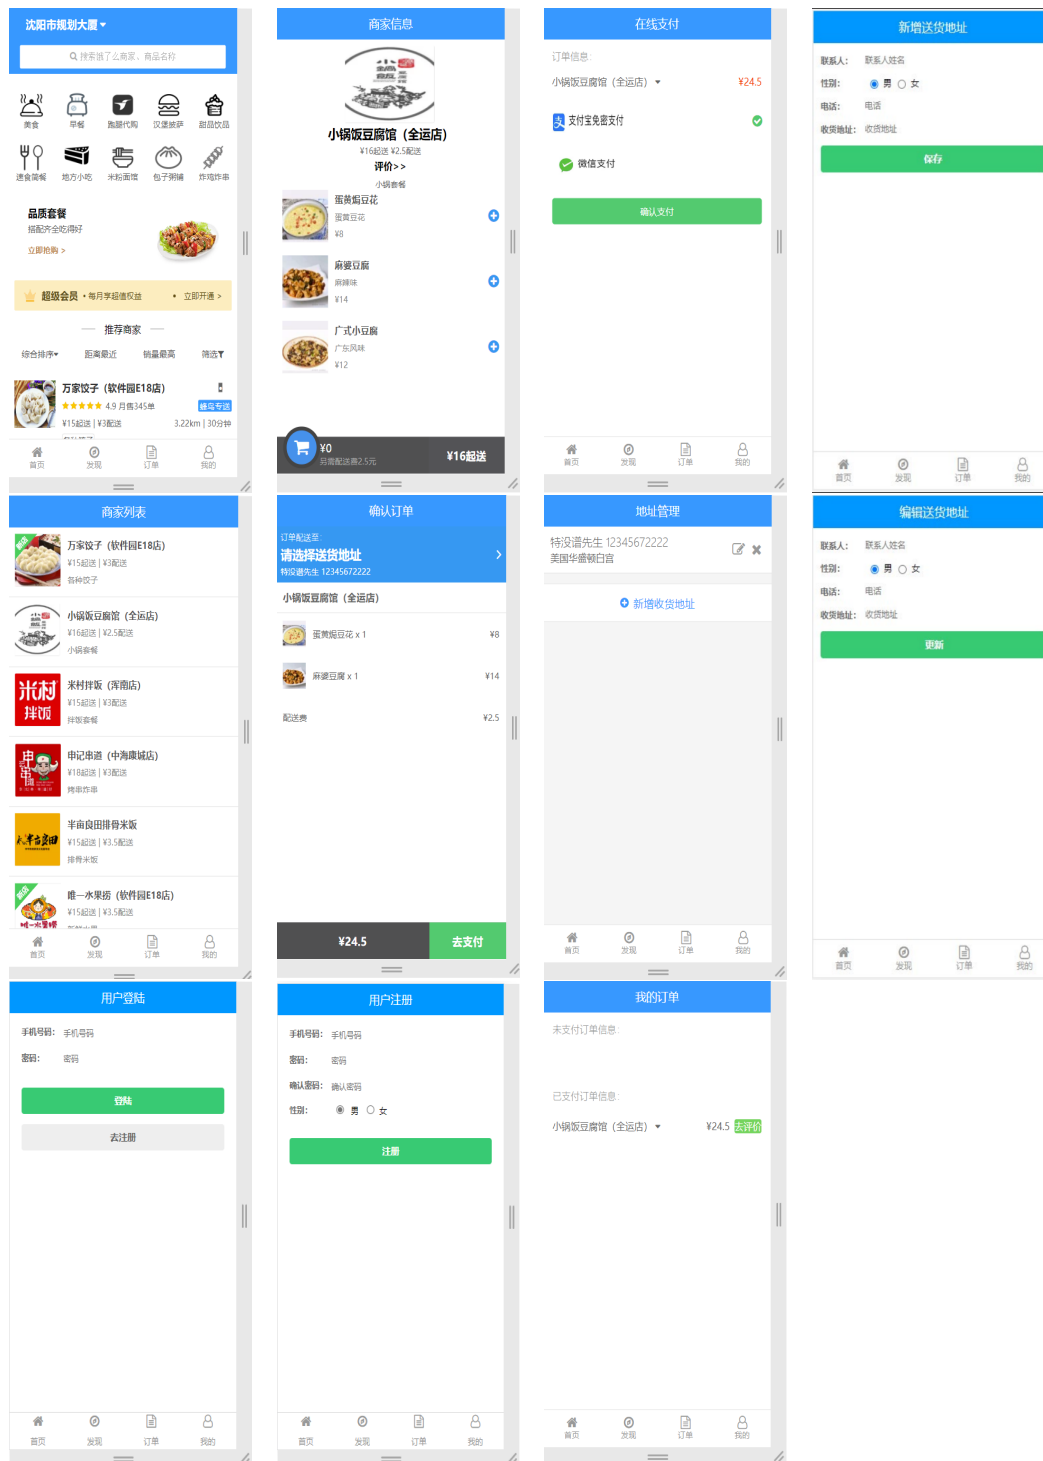 沈阳市规划大厦
搜索饿了么商家、商品名称
美食
早餐
跑腿代购
汉堡披萨
甜品饮品
速食简餐
地方小吃
米粉面馆
包子粥铺
炸鸡炸串
品质套餐
搭配齐全吃得好
立即抢购 >
超级会员 • 每月享超值权益 • 立即开通 >
推荐商家
综合排序
距离最近
销量最高
筛选
万家饺子（软件园E18店）
4.9 月售345单
蜂鸟专送
¥15起送 | ¥3配送
3.22km | 30分钟
首页
发现
订单
我的
商家信息
小锅饭豆腐馆（全运店）
¥16起送 ¥2.5配送
评价>>
小锅套餐
蛋黄焗豆花
蛋黄豆花
¥8
麻婆豆腐
麻辣味
¥14
广式小豆腐
广东风味
¥12
¥0
另需配送费2.5元
¥16起送
在线支付
订单信息:
小锅饭豆腐馆（全运店）
¥24.5
支付宝免密支付
微信支付
确认支付
首页
发现
订单
我的
新增送货地址
联系人:
联系人姓名
性别:
男
女
电话:
电话
收货地址:
收货地址
保存
首页
发现
订单
我的
商家列表
万家饺子（软件园E18店）
¥15起送 | ¥3配送
各种饺子
小锅饭豆腐馆（全运店）
¥16起送 | ¥2.5配送
小锅套餐
米村拌饭
米村拌饭（浑南店）
¥15起送 | ¥3配送
拌饭套餐
申记串道（中海康城店）
¥18起送 | ¥3配送
烤串炸串
半亩良田
半亩良田排骨米饭
¥15起送 | ¥3.5配送
排骨米饭
唯一水果捞（软件园E18店）
¥15起送 | ¥3.5配送
首页
发现
订单
我的
确认订单
订单配送至:
请选择送货地址
特没谱先生 12345672222
小锅饭豆腐馆（全运店）
蛋黄焗豆花 x 1
¥8
麻婆豆腐 x 1
¥14
配送费
¥2.5
¥24.5
去支付
地址管理
特没谱先生 12345672222
美国华盛顿白宫
新增收货地址
首页
发现
订单
我的
编辑送货地址
联系人:
联系人姓名
性别:
男
女
电话:
电话
收货地址:
收货地址
更新
首页
发现
订单
我的
用户登陆
手机号码:
手机号码
密码:
密码
登陆
去注册
首页
发现
订单
我的
用户注册
手机号码:
手机号码
密码:
密码
确认密码:
确认密码
性别:
男
女
注册
首页
发现
订单
我的
我的订单
未支付订单信息:
已支付订单信息:
小锅饭豆腐馆（全运店）
¥24.5
去评价
首页
发现
订单
我的